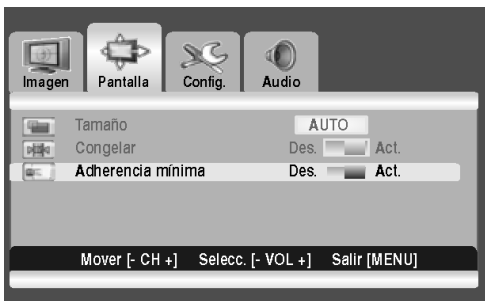 Imagen Pantalla Config. Audio
Tamaño AUTO
Congelar Des. Act.
Adherencia mínima Des. Act.
Mover [- CH +] Selecc. [- VOL +] Salir [MENU]